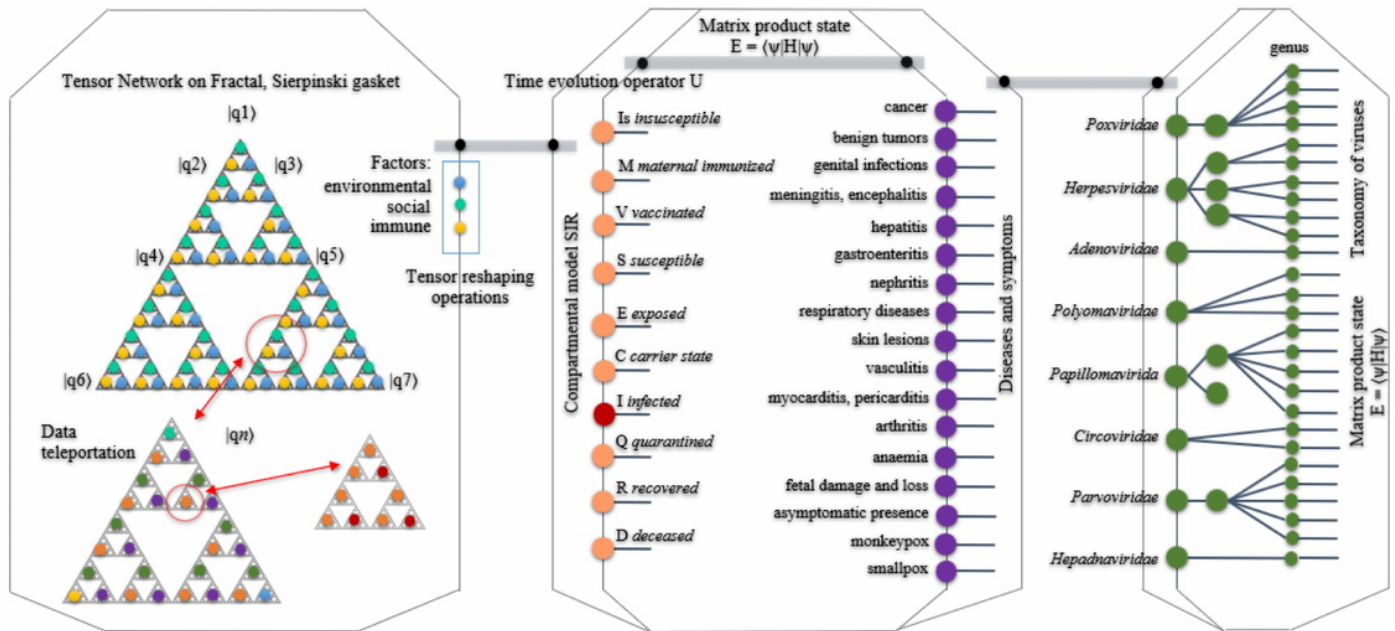 Tensor Network on Fractal, Sierpinski gasket
|q1⟩
|q2⟩
|q3⟩
|q4⟩
|q5⟩
|q6⟩
|q7⟩
|qn⟩
Data
teleportation
Factors:
environmental
social
immune
Tensor reshaping
operations
Matrix product state
E = ⟨ψ|H|ψ⟩
Time evolution operator U
Compartmental model SIR
Is insusceptible
M maternal immunized
V vaccinated
S susceptible
E exposed
C carrier state
I infected
Q quarantined
R recovered
D deceased
cancer
benign tumors
genital infections
meningitis, encephalitis
hepatitis
gastroenteritis
nephritis
respiratory diseases
skin lesions
vasculitis
myocarditis, pericarditis
arthritis
anaemia
fetal damage and loss
asymptomatic presence
monkeypox
smallpox
Diseases and symptoms
genus
Poxviridae
Herpesviridae
Adenoviridae
Polyomaviridae
Papillomavirida
Circoviridae
Parvoviridae
Hepadnaviridae
Taxonomy of viruses
Matrix product state
E = ⟨ψ|H|ψ⟩